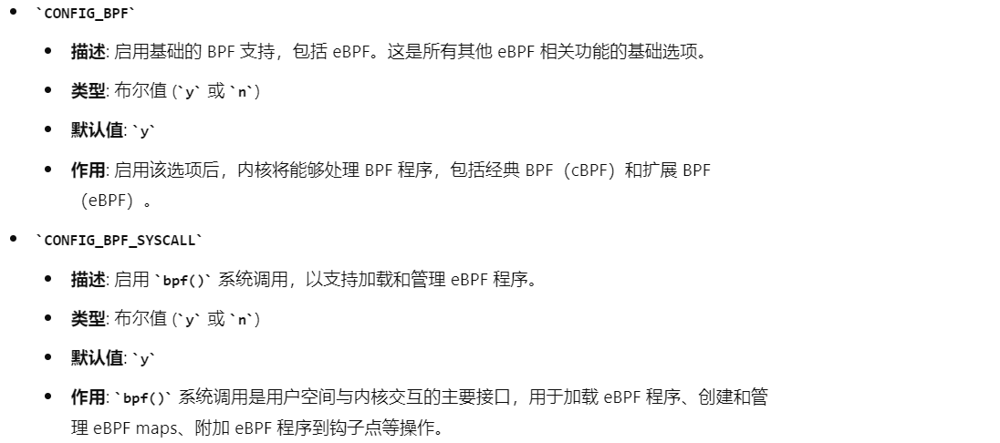 `CONFIG_BPF`
描述: 启用基础的 BPF 支持，包括 eBPF。这是所有其他 eBPF 相关功能的基础选项。
类型: 布尔值 (`y` 或 `n`)
默认值: `y`
作用: 启用该选项后，内核将能够处理 BPF 程序，包括经典 BPF（cBPF）和扩展 BPF
（eBPF）。
`CONFIG_BPF_SYSCALL`
描述: 启用 `bpf()` 系统调用，以支持加载和管理 eBPF 程序。
类型: 布尔值 (`y` 或 `n`)
默认值: `y`
作用: `bpf()` 系统调用是用户空间与内核交互的主要接口，用于加载 eBPF 程序、创建和管
理 eBPF maps、附加 eBPF 程序到钩子点等操作。